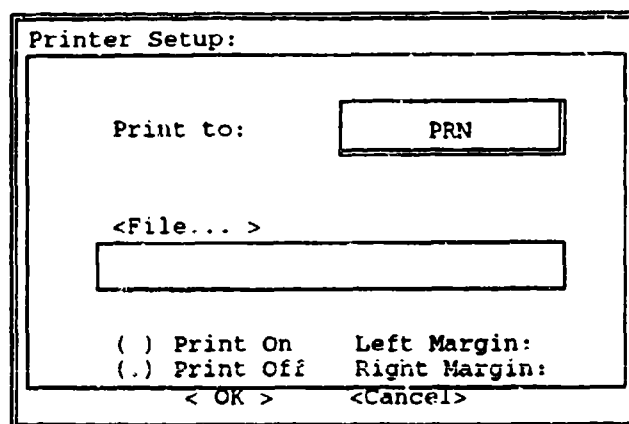 Printer Setup:
Print to: PRN
<File... >
( ) Print On Left Margin:
(.) Print Off Right Margin:
< OK > <Cancel>